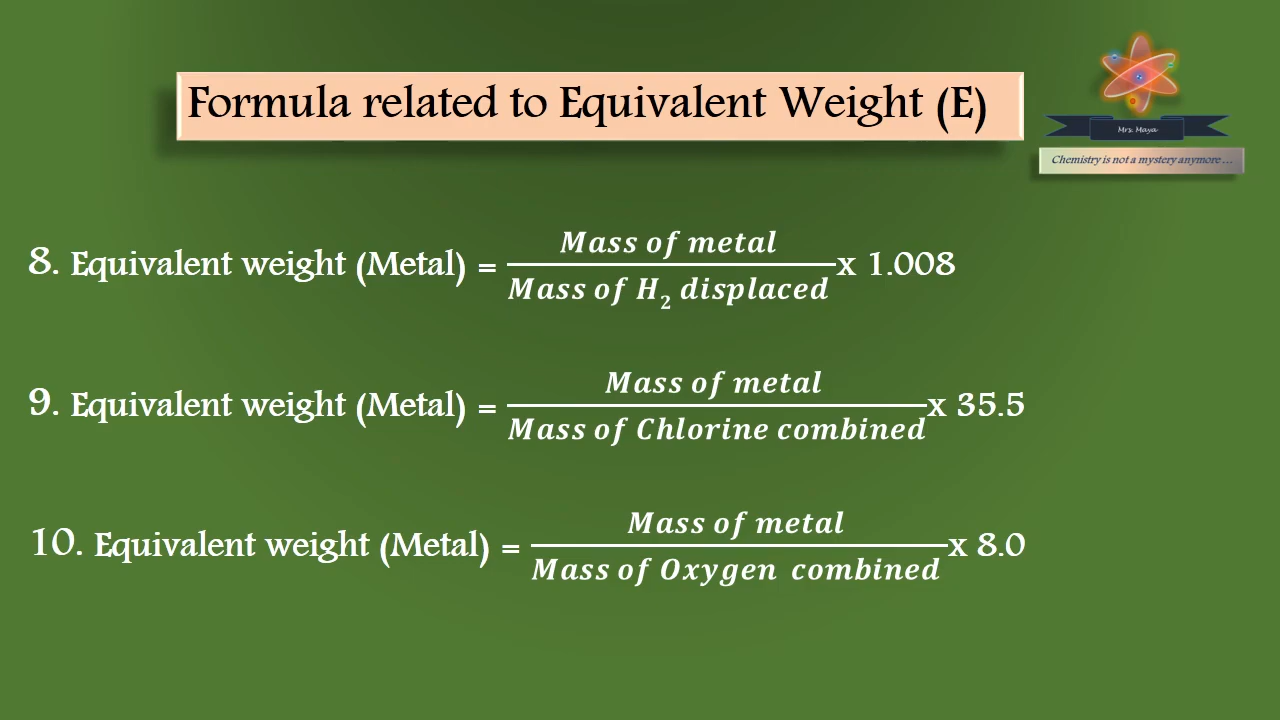 Formula related to Equivalent Weight (E)
Mrs. Maya
Chemistry is not a mystery anymore ...
8. Equivalent weight (Metal) = Mass of metal / Mass of H₂ displaced x 1.008
9. Equivalent weight (Metal) = Mass of metal / Mass of Chlorine combined x 35.5
10. Equivalent weight (Metal) = Mass of metal / Mass of Oxygen combined x 8.0